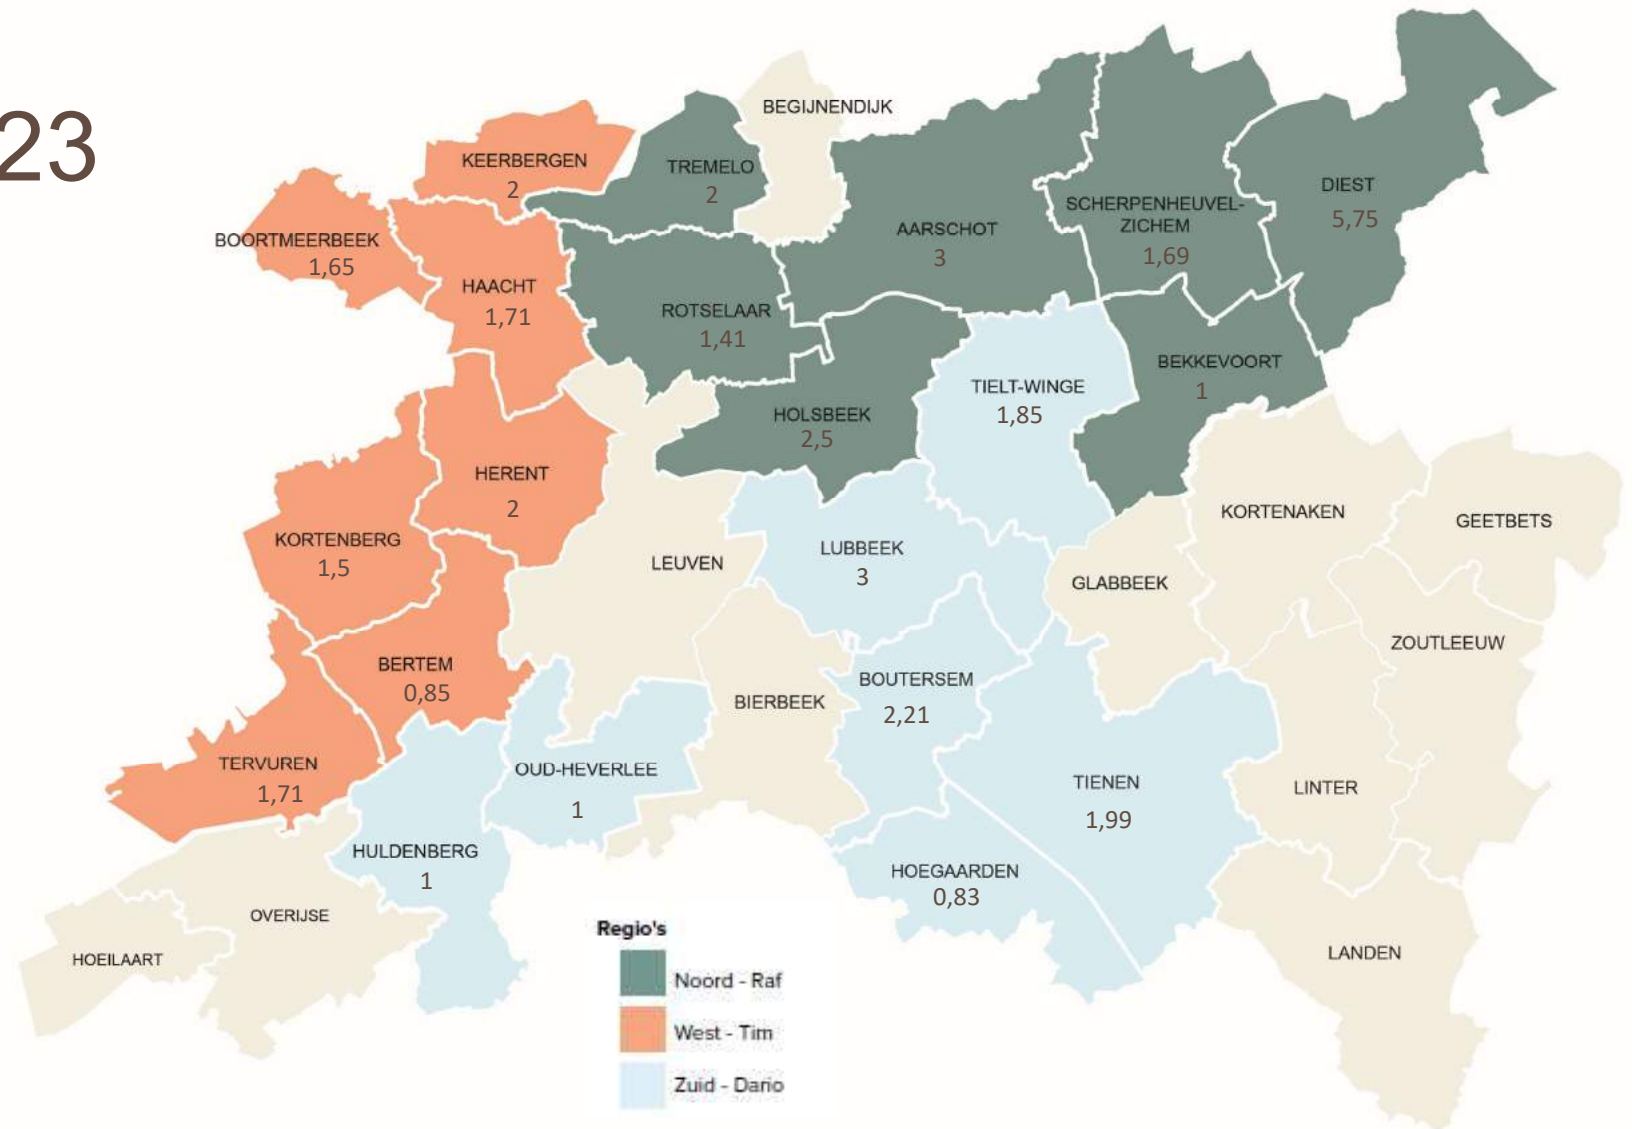 23
BEGIJNENDIJK
KEERBERGEN
2
TREMELO
2
DIEST
5,75
SCHERPENHEUVEL-
ZICHEM
1,69
AARSCHOT
3
BOORTMEERBEEK
1,65
HAACHT
1,71
ROTSELAAR
1,41
BEKKEVOORT
1
TIELT-WINGE
1,85
HOLSBEEK
2,5
HERENT
2
KORTENBERG
1,5
LEUVEN
LUBBEEK
3
KORTENAKEN
GEETBETS
GLABBEEK
ZOUTLEEUW
BERTEM
0,85
BIERBEEK
BOUTERSEM
2,21
TERVUREN
1,71
OUD-HEVERLEE
1
TIENEN
1,99
LINTER
HULDENBERG
1
HOEGAARDEN
0,83
OVERIJSE
HOEILAART
LANDEN
Regio's
Noord - Raf
West - Tim
Zuid - Dario